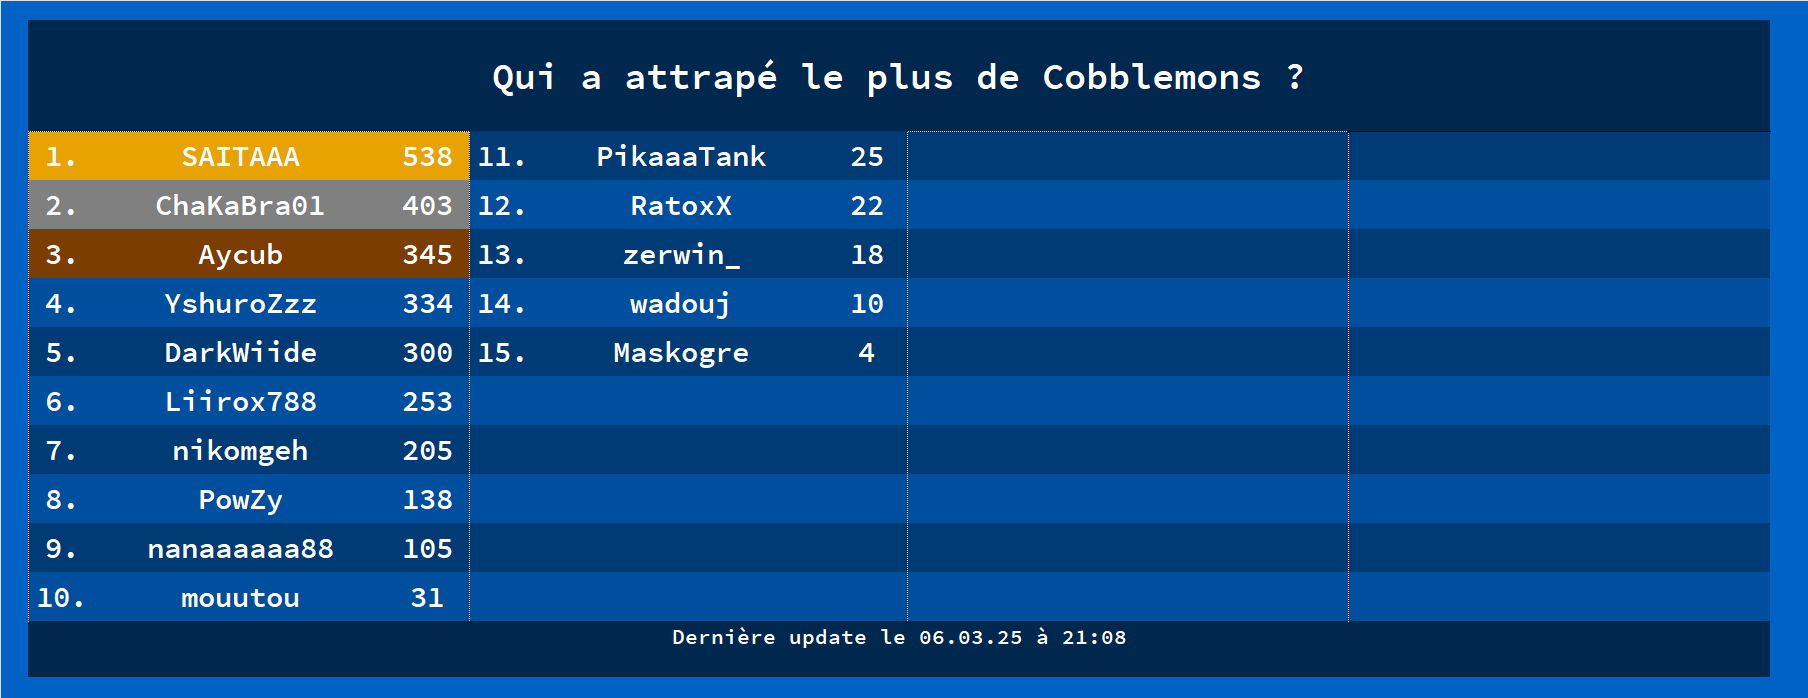 Qui a attrapé le plus de Cobblemons ?
1. SAITAAA 538
2. ChaKaBra01 403
3. Aycub 345
4. YshuroZzz 334
5. DarkWiide 300
6. Liirox788 253
7. nikomgeh 205
8. PowZy 138
9. nanaaaaaa88 105
10. mouutou 31
11. PikaaaTank 25
12. RatoxX 22
13. zerwin_ 18
14. wadouj 10
15. Maskogre 4
Dernière update le 06.03.25 à 21:08